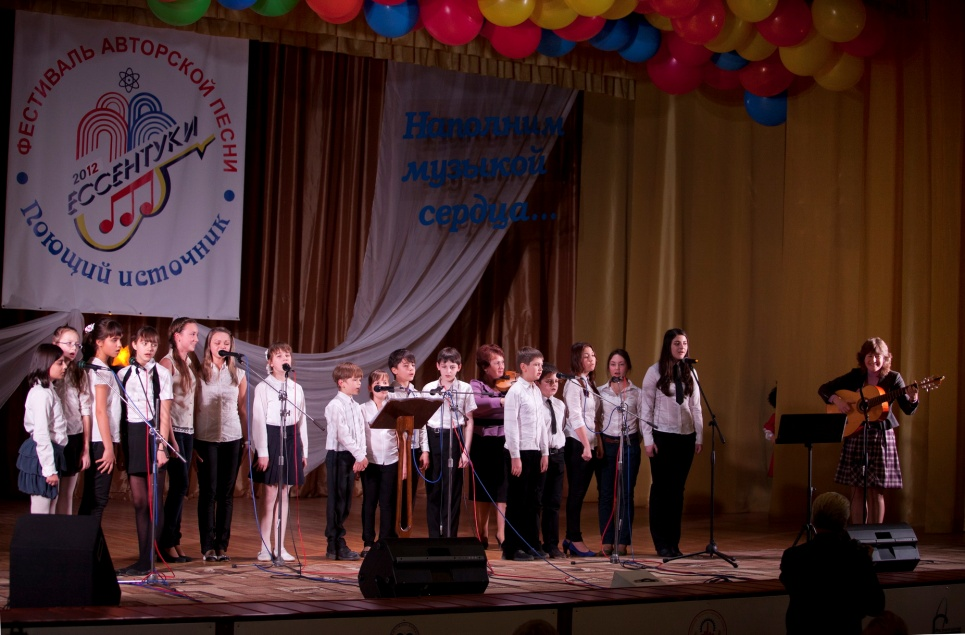 ФЕСТИВАЛЬ АВТОРСКОЙ ПЕСНИ
2012
ЕССЕНТУКИ
Поющий источник
Наполним
музыкой
сердца...